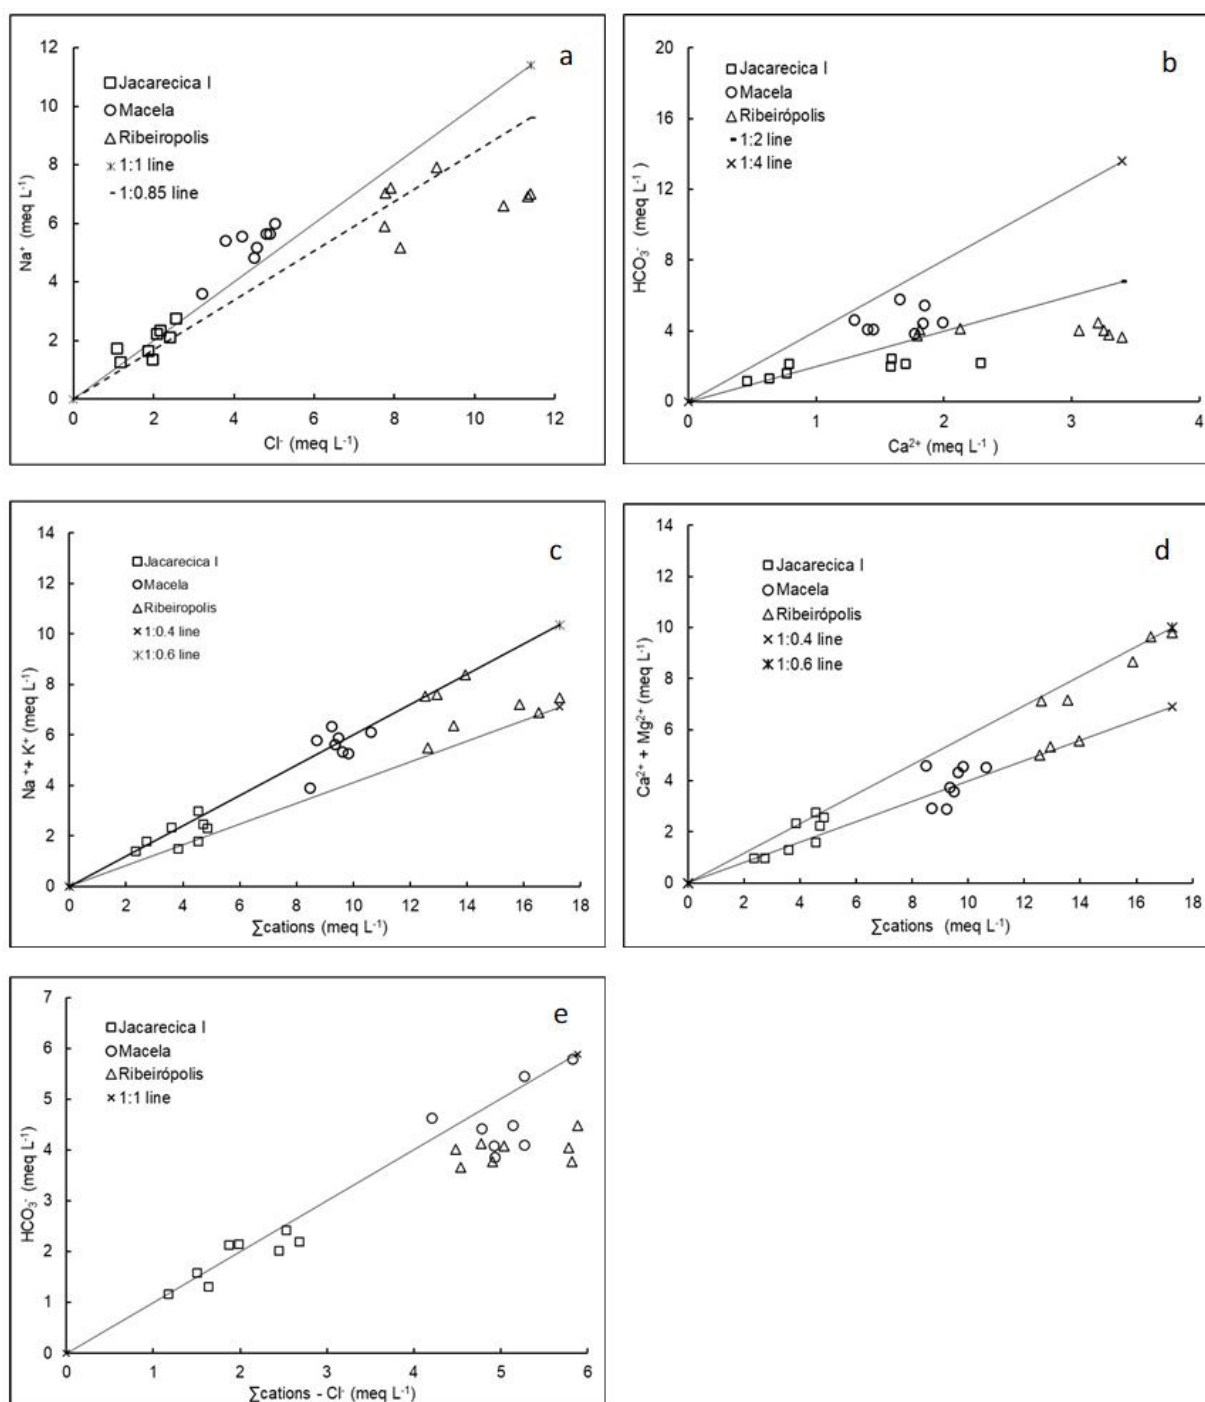 a
12
10
8
6
4
2
0
Na⁺ (meq L⁻¹)
Jacarecica I
Macela
Ribeiropolis
1:1 line
1:0.85 line
0 2 4 6 8 10 12
Cl⁻ (meq L⁻¹)
b
20
16
12
8
4
0
HCO₃⁻ (meq L⁻¹)
Jacarecica I
Macela
Ribeirópolis
1:2 line
1:4 line
0 1 2 3 4
Ca²⁺ (meq L⁻¹)
c
14
12
10
8
6
4
2
0
Na⁺+ K⁺ (meq L⁻¹)
Jacarecica I
Macela
Ribeiropolis
1:0.4 line
1:0.6 line
0 2 4 6 8 10 12 14 16 18
∑cations (meq L⁻¹)
d
14
12
10
8
6
4
2
0
Ca²⁺ + Mg²⁺ (meq L⁻¹)
Jacarecica I
Macela
Ribeirópolis
1:0.4 line
1:0.6 line
0 2 4 6 8 10 12 14 16 18
∑cations (meq L⁻¹)
e
7
6
5
4
3
2
1
0
HCO₃⁻ (meq L⁻¹)
Jacarecica I
Macela
Ribeirópolis
1:1 line
0 1 2 3 4 5 6
∑cations - Cl⁻ (meq L⁻¹)